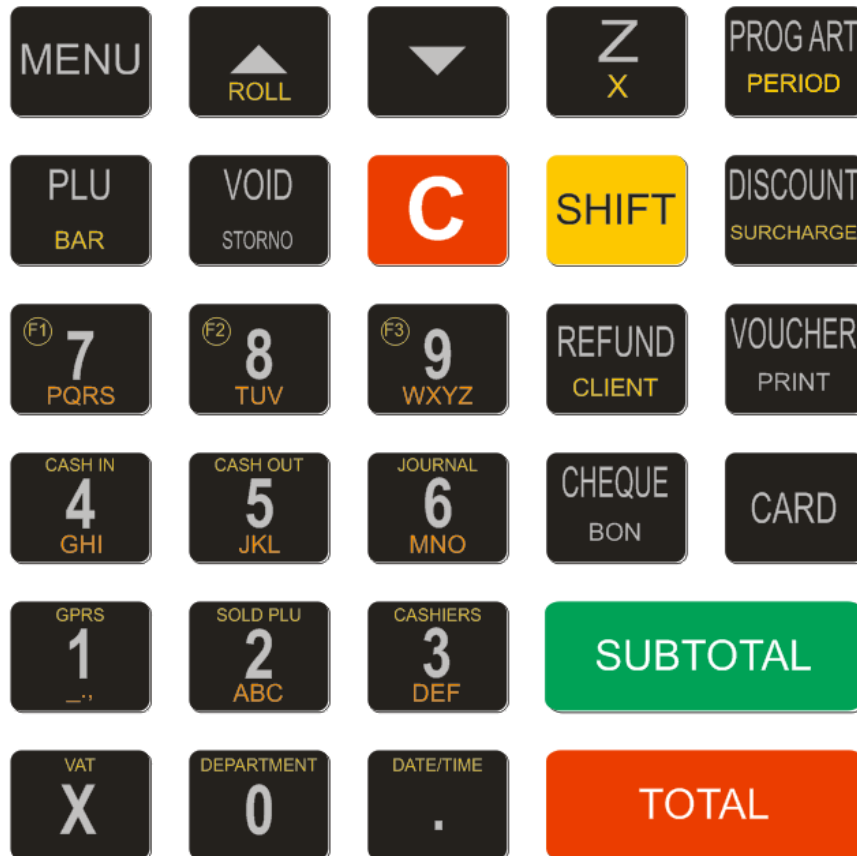 MENU
ROLL
Z
X
PROG ART
PERIOD
PLU
BAR
VOID
STORNO
C
SHIFT
DISCOUNT
SURCHARGE
F1
7
PQRS
F2
8
TUV
F3
9
WXYZ
REFUND
CLIENT
VOUCHER
PRINT
CASH IN
4
GHI
CASH OUT
5
JKL
JOURNAL
6
MNO
CHEQUE
BON
CARD
GPRS
1
_.,
SOLD PLU
2
ABC
CASHIERS
3
DEF
SUBTOTAL
VAT
X
DEPARTMENT
0
DATE/TIME
.
TOTAL